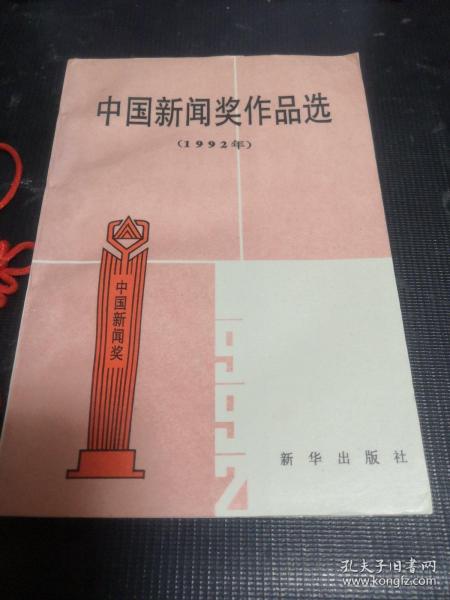 中国新闻奖作品选
(1992年)
中国新闻奖
1992
新华出版社
孔夫子旧书网
www.kongfz.com